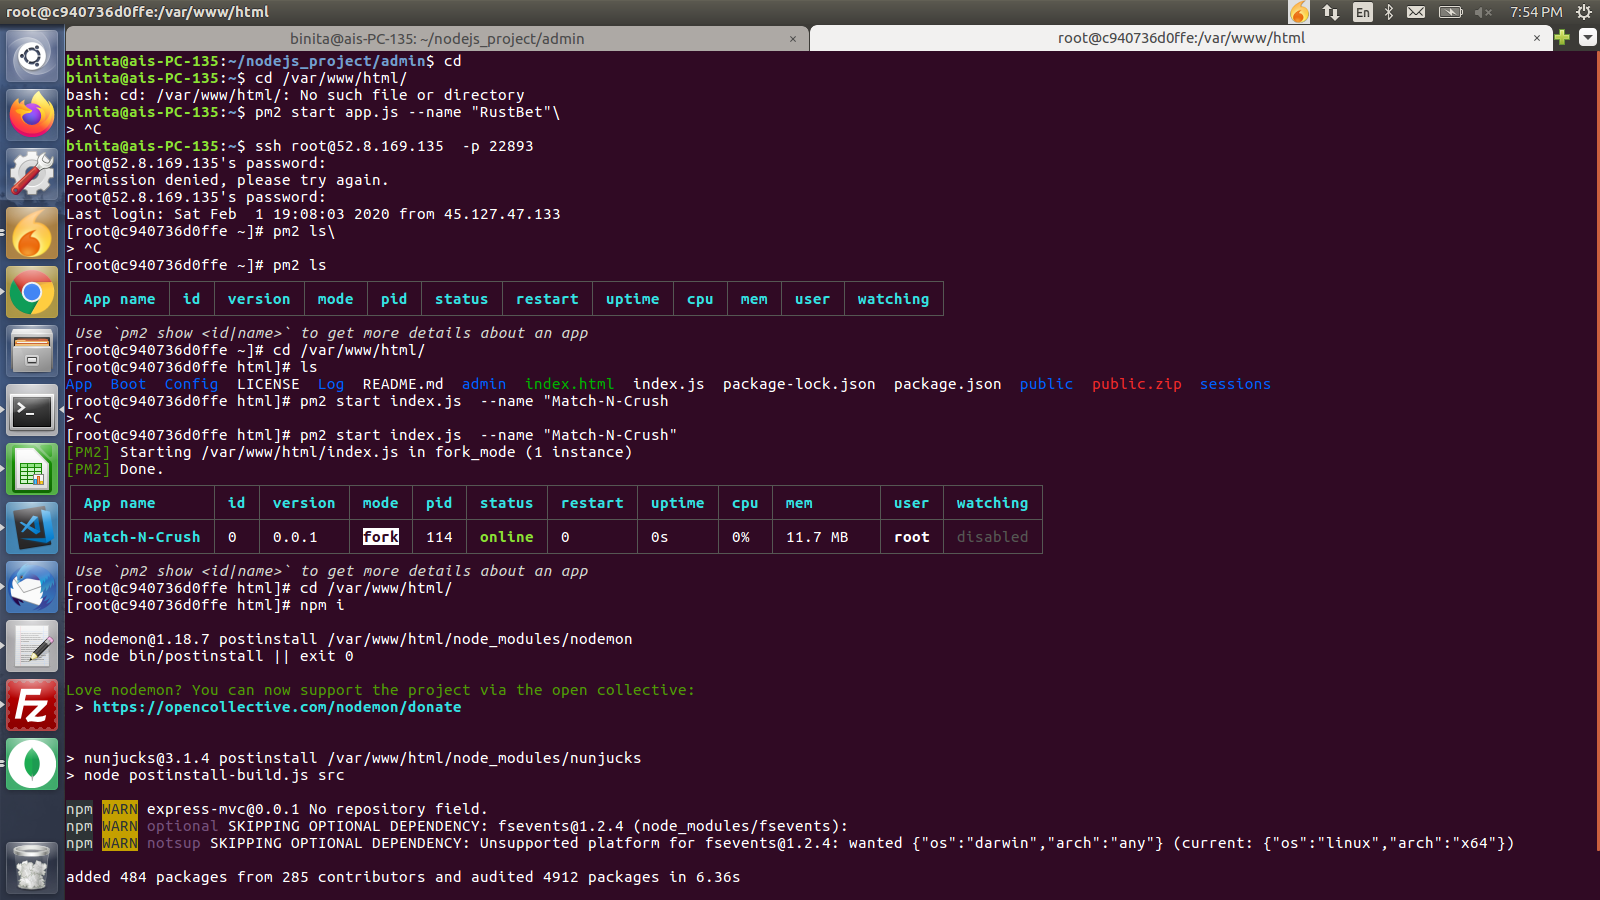 root@c940736d0ffe:/var/www/html
En
7:54 PM
binita@ais-PC-135: ~/nodejs_project/admin ×
root@c940736d0ffe:/var/www/html ×
binita@ais-PC-135:~/nodejs_project/admin$ cd
binita@ais-PC-135:~$ cd /var/www/html/
bash: cd: /var/www/html/: No such file or directory
binita@ais-PC-135:~$ pm2 start app.js --name "RustBet"\
> ^C
binita@ais-PC-135:~$ ssh root@52.8.169.135  -p 22893
root@52.8.169.135's password:
Permission denied, please try again.
root@52.8.169.135's password:
Last login: Sat Feb  1 19:08:03 2020 from 45.127.47.133
[root@c940736d0ffe ~]# pm2 ls\
> ^C
[root@c940736d0ffe ~]# pm2 ls
App name id version mode pid status restart uptime cpu mem user watching
Use `pm2 show <id|name>` to get more details about an app
[root@c940736d0ffe ~]# cd /var/www/html/
[root@c940736d0ffe html]# ls
App  Boot  Config  LICENSE  Log  README.md  admin  index.html  index.js  package-lock.json  package.json  public  public.zip  sessions
[root@c940736d0ffe html]# pm2 start index.js  --name "Match-N-Crush
> ^C
[root@c940736d0ffe html]# pm2 start index.js  --name "Match-N-Crush"
[PM2] Starting /var/www/html/index.js in fork_mode (1 instance)
[PM2] Done.
App name id version mode pid status restart uptime cpu mem user watching
Match-N-Crush 0 0.0.1 fork 114 online 0 0s 0% 11.7 MB root disabled
Use `pm2 show <id|name>` to get more details about an app
[root@c940736d0ffe html]# cd /var/www/html/
[root@c940736d0ffe html]# npm i
> nodemon@1.18.7 postinstall /var/www/html/node_modules/nodemon
> node bin/postinstall || exit 0
Love nodemon? You can now support the project via the open collective:
> https://opencollective.com/nodemon/donate
> nunjucks@3.1.4 postinstall /var/www/html/node_modules/nunjucks
> node postinstall-build.js src
npm WARN express-mvc@0.0.1 No repository field.
npm WARN optional SKIPPING OPTIONAL DEPENDENCY: fsevents@1.2.4 (node_modules/fsevents):
npm WARN notsup SKIPPING OPTIONAL DEPENDENCY: Unsupported platform for fsevents@1.2.4: wanted {"os":"darwin","arch":"any"} (current: {"os":"linux","arch":"x64"})
added 484 packages from 285 contributors and audited 4912 packages in 6.36s
Fz